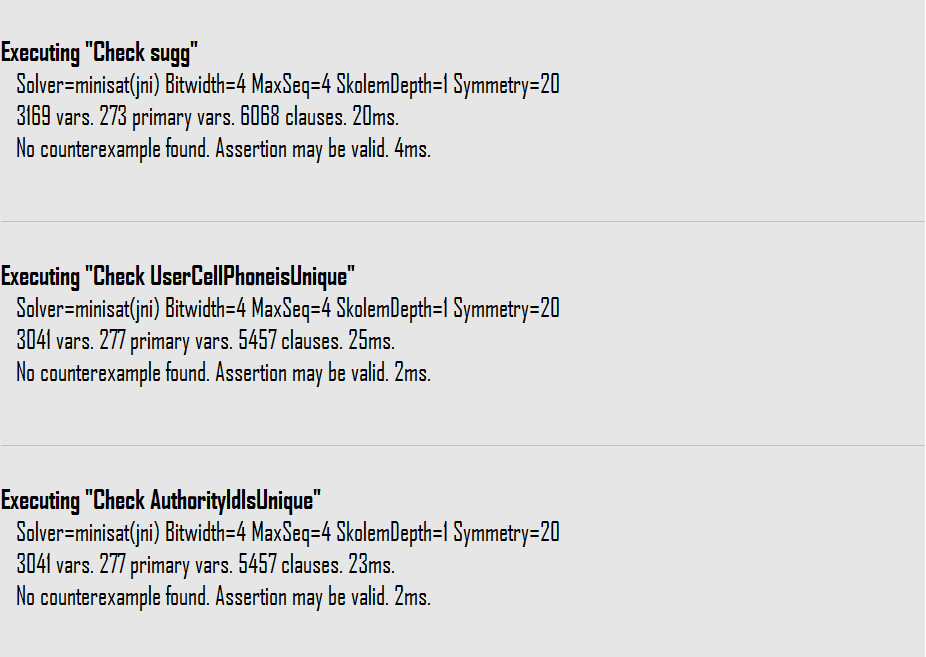 Executing "Check sugg"
Solver=minisat(jni) Bitwidth=4 MaxSeq=4 SkolemDepth=1 Symmetry=20
3169 vars. 273 primary vars. 6068 clauses. 20ms.
No counterexample found. Assertion may be valid. 4ms.
Executing "Check UserCellPhoneisUnique"
Solver=minisat(jni) Bitwidth=4 MaxSeq=4 SkolemDepth=1 Symmetry=20
3041 vars. 277 primary vars. 5457 clauses. 25ms.
No counterexample found. Assertion may be valid. 2ms.
Executing "Check AuthorityIdIsUnique"
Solver=minisat(jni) Bitwidth=4 MaxSeq=4 SkolemDepth=1 Symmetry=20
3041 vars. 277 primary vars. 5457 clauses. 23ms.
No counterexample found. Assertion may be valid. 2ms.